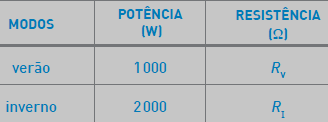 MODOS POTÊNCIA (W) RESISTÊNCIA (Ω)
verão 1000 Rv
inverno 2000 RI